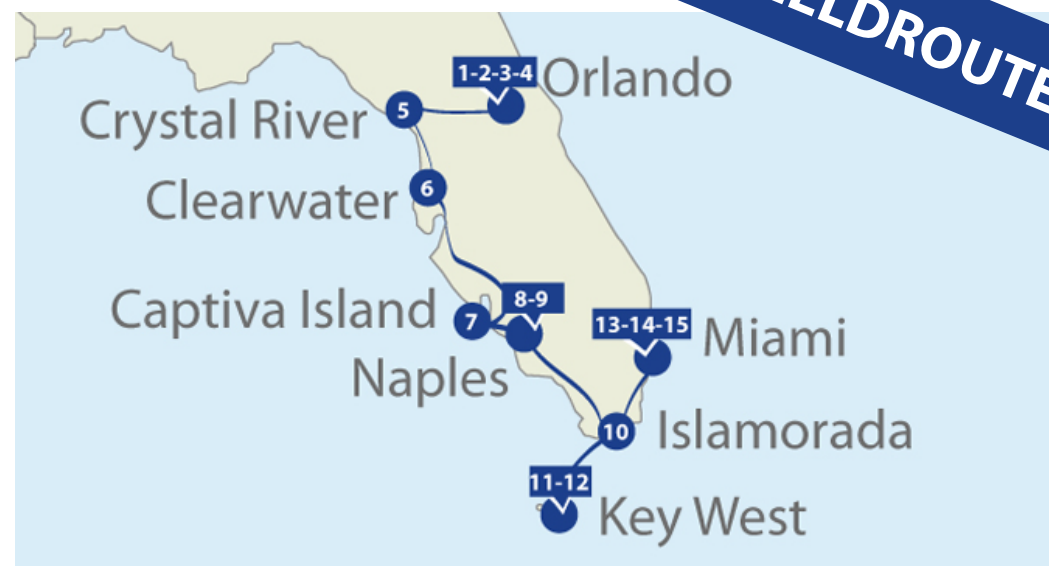 1-2-3-4
Orlando
5
Crystal River
6
Clearwater
8-9
Captiva Island
7
13-14-15
Miami
Naples
10
Islamorada
11-12
Key West